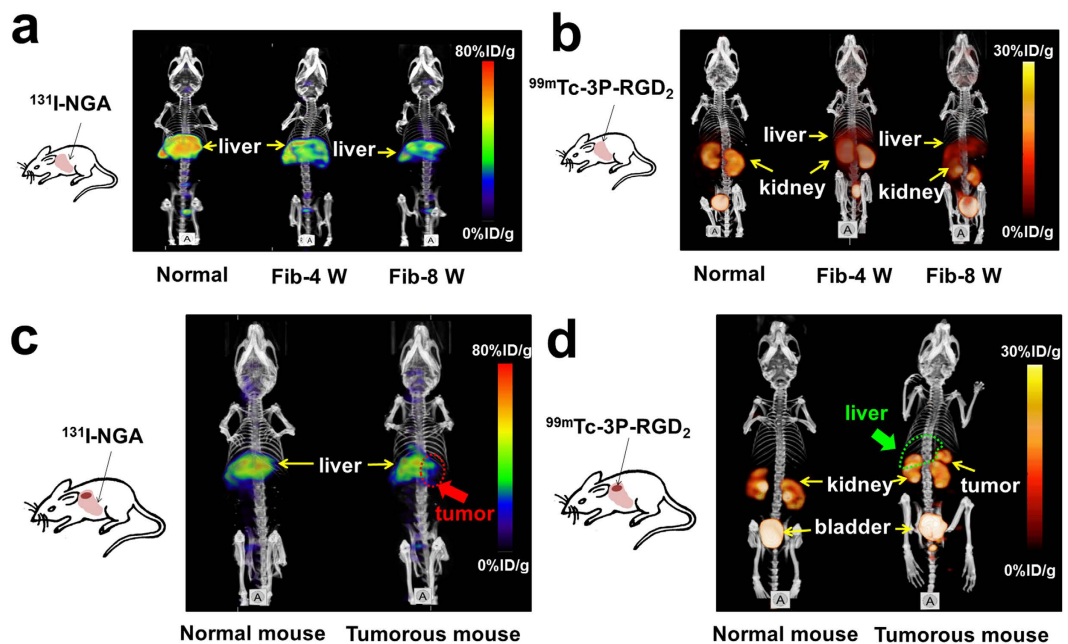 a
80%ID/g
131I-NGA
liver
liver
0%ID/g
A
A
A
Normal
Fib-4 W
Fib-8 W
b
30%ID/g
99mTc-3P-RGD2
liver
liver
kidney
kidney
0%ID/g
A
A
A
Normal
Fib-4 W
Fib-8 W
c
80%ID/g
131I-NGA
liver
tumor
0%ID/g
A
A
Normal mouse
Tumorous mouse
d
30%ID/g
99mTc-3P-RGD2
liver
kidney
tumor
bladder
0%ID/g
A
A
Normal mouse
Tumorous mouse